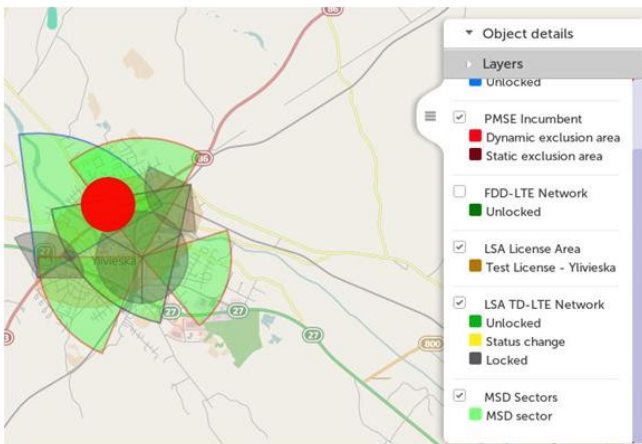 Object details
Layers
Unlocked
PMSE Incumbent
Dynamic exclusion area
Static exclusion area
FDD-LTE Network
Unlocked
LSA License Area
Test License - Ylivieska
LSA TD-LTE Network
Unlocked
Status change
Locked
MSD Sectors
MSD sector
86
27
Ylivieska
27
27
27
800